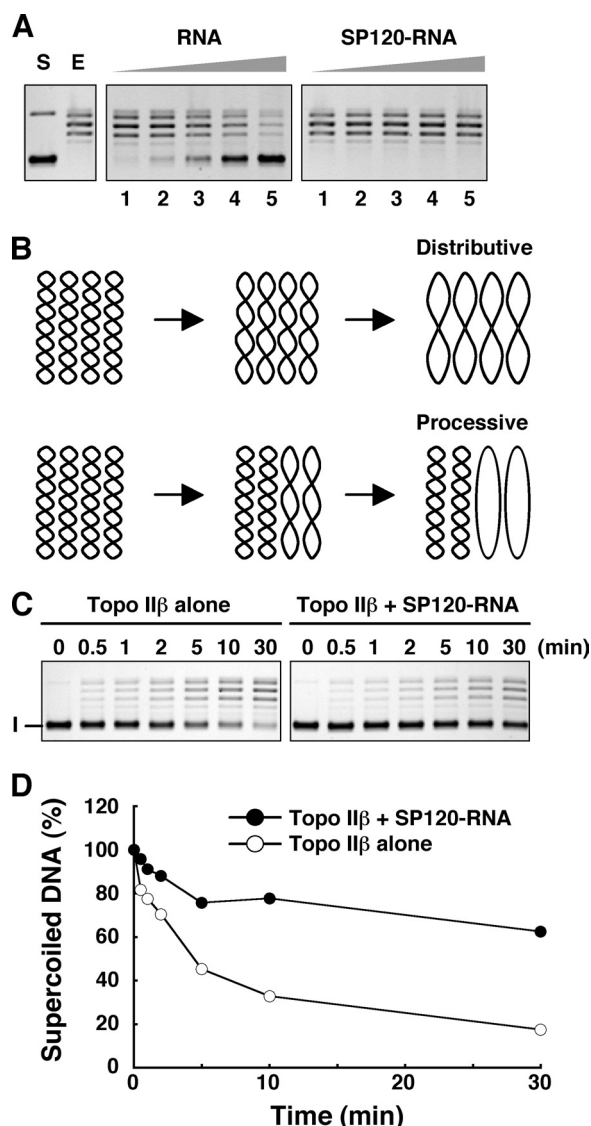 A
RNA SP120-RNA
S E
1 2 3 4 5 1 2 3 4 5
B
Distributive
Processive
C
Topo IIβ alone Topo IIβ + SP120-RNA
0 0.5 1 2 5 10 30 0 0.5 1 2 5 10 30 (min)
I
D
120
100
80
60
40
20
0
Supercoiled DNA (%)
Topo IIβ + SP120-RNA
Topo IIβ alone
0 10 20 30
Time (min)